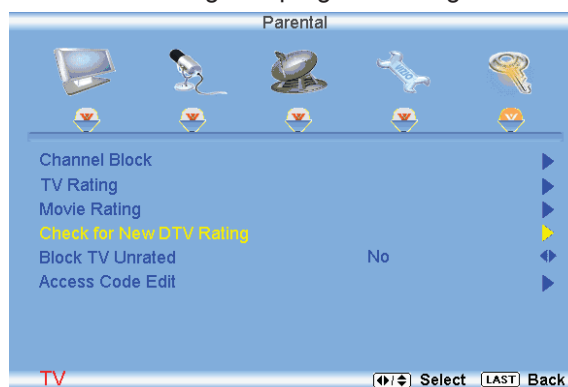 Parental
VIZIO
Channel Block
TV Rating
Movie Rating
Check for New DTV Rating
Block TV Unrated No
Access Code Edit
TV Select LAST Back